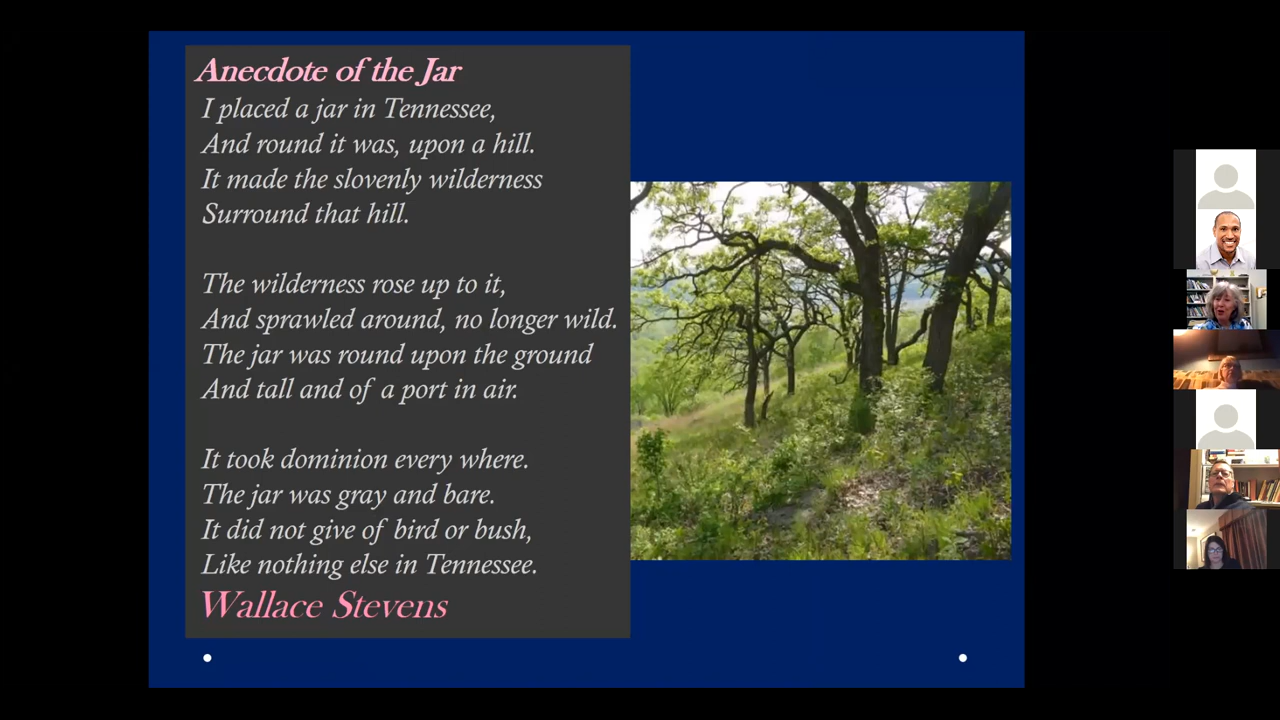 Anecdote of the Jar
I placed a jar in Tennessee,
And round it was, upon a hill.
It made the slovenly wilderness
Surround that hill.
The wilderness rose up to it,
And sprawled around, no longer wild.
The jar was round upon the ground
And tall and of a port in air.
It took dominion every where.
The jar was gray and bare.
It did not give of bird or bush,
Like nothing else in Tennessee.
Wallace Stevens